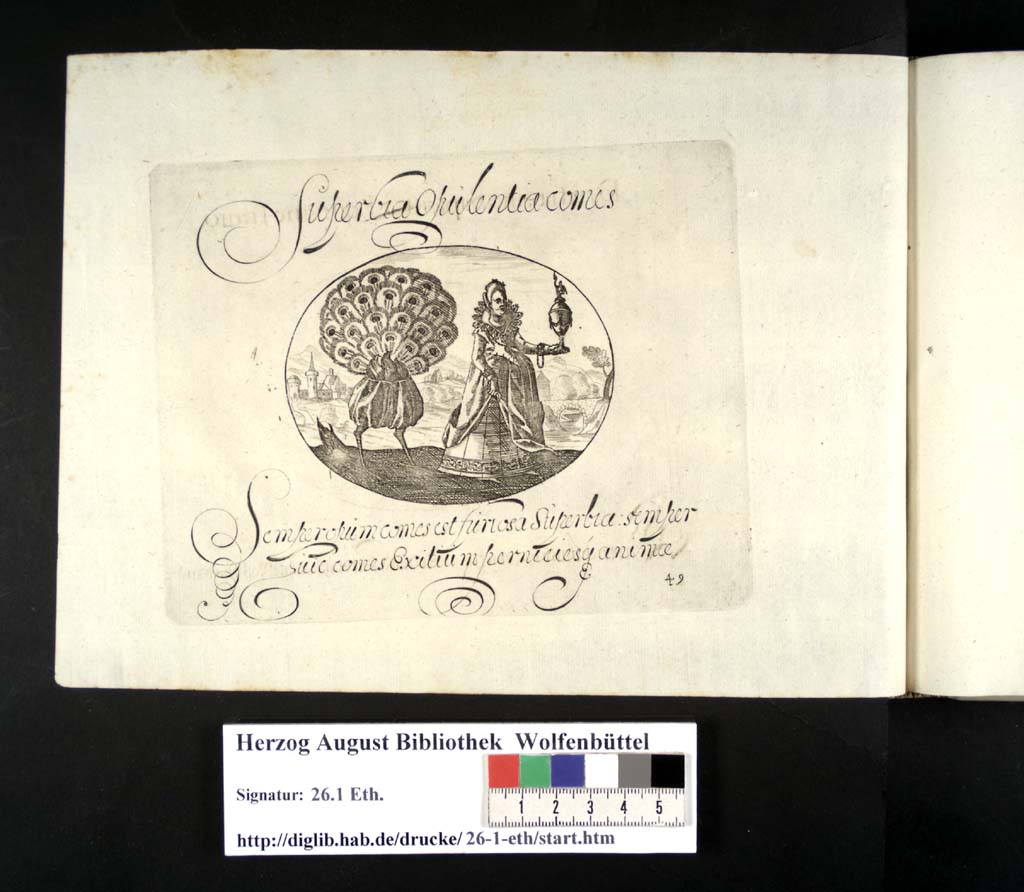 Superbia Opulentiæ comes
Semper opum comes est furiosa Superbia: semper
huic comes Exitium perniciesq́ animæ.
49
Herzog August Bibliothek Wolfenbüttel
Signatur: 26.1 Eth.
1 2 3 4 5
http://diglib.hab.de/drucke/ 26-1-eth/start.htm